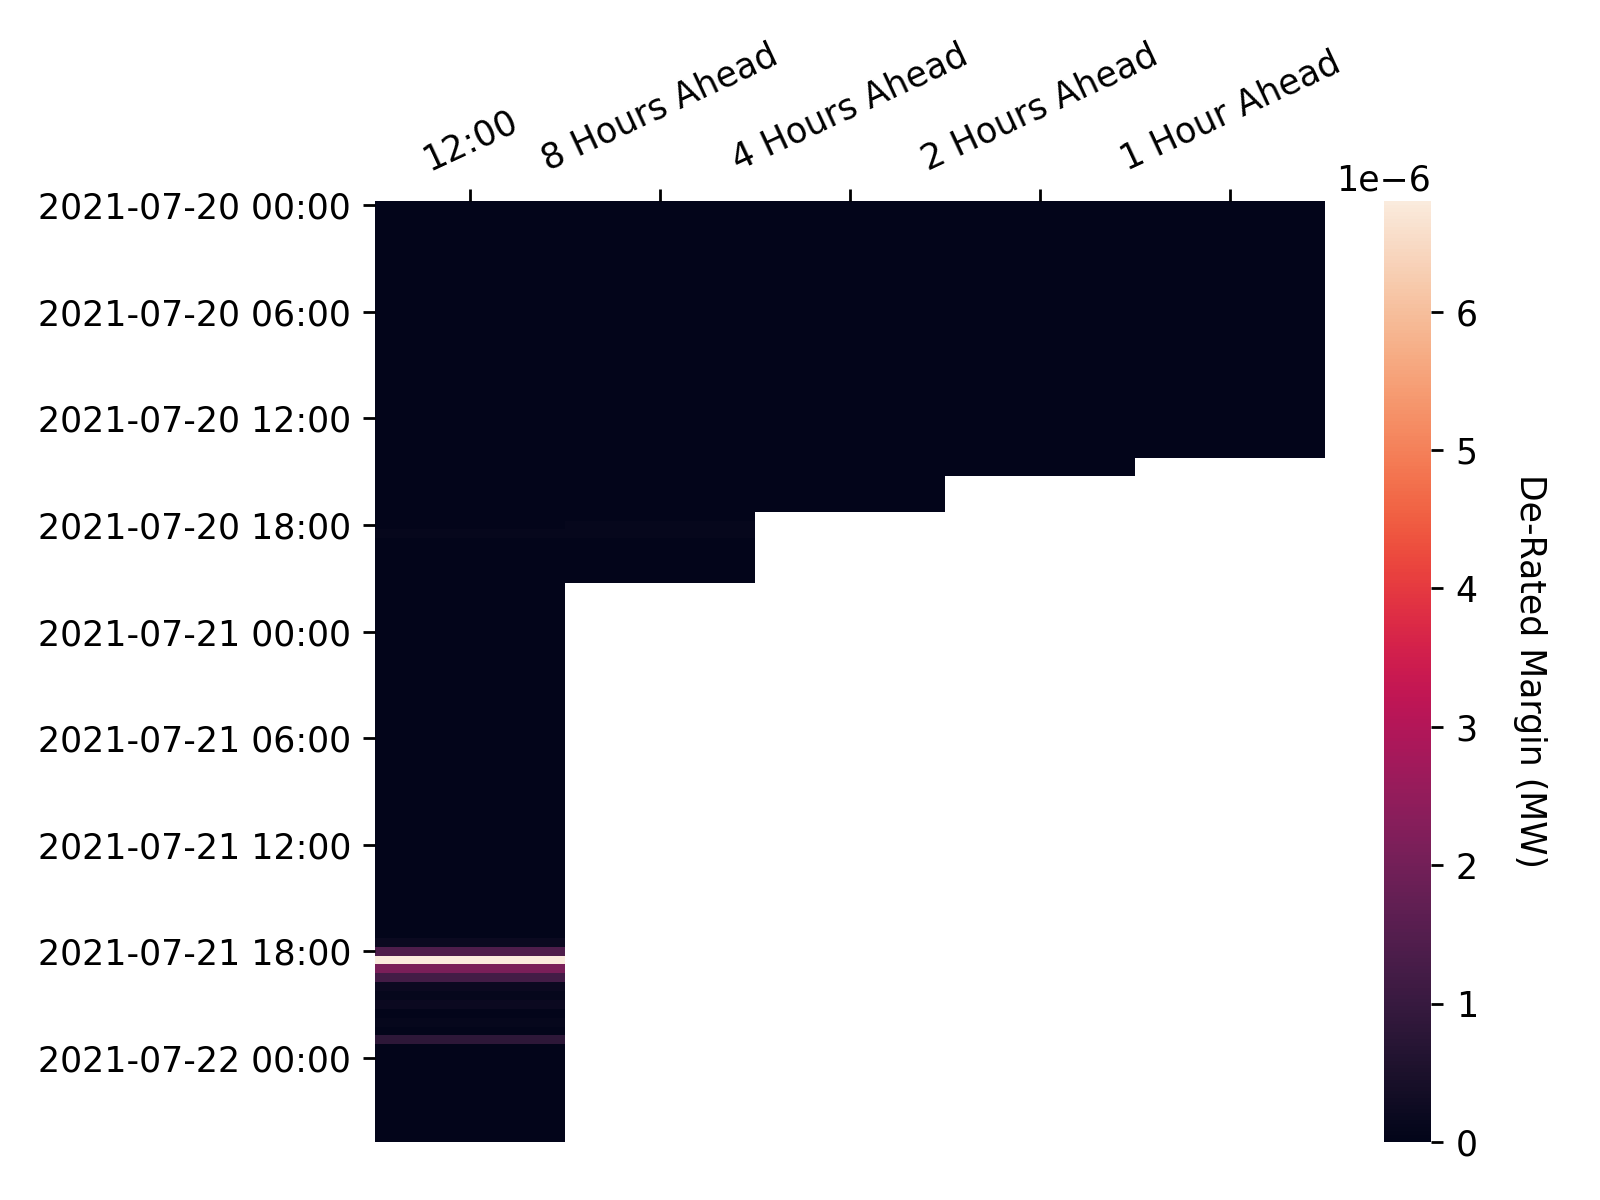 12:00
8 Hours Ahead
4 Hours Ahead
2 Hours Ahead
1 Hour Ahead
2021-07-20 00:00
2021-07-20 06:00
2021-07-20 12:00
2021-07-20 18:00
2021-07-21 00:00
2021-07-21 06:00
2021-07-21 12:00
2021-07-21 18:00
2021-07-22 00:00
1e−6
6
5
4
3
2
1
0
De-Rated Margin (MW)